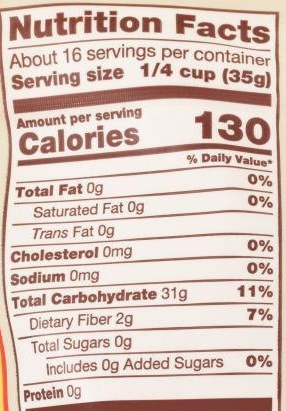 Nutrition Facts
About 16 servings per container
Serving size 1/4 cup (35g)
Amount per serving
Calories 130
% Daily Value*
Total Fat 0g 0%
Saturated Fat 0g 0%
Trans Fat 0g
Cholesterol 0mg 0%
Sodium 0mg 0%
Total Carbohydrate 31g 11%
Dietary Fiber 2g 7%
Total Sugars 0g
Includes 0g Added Sugars 0%
Protein 0g